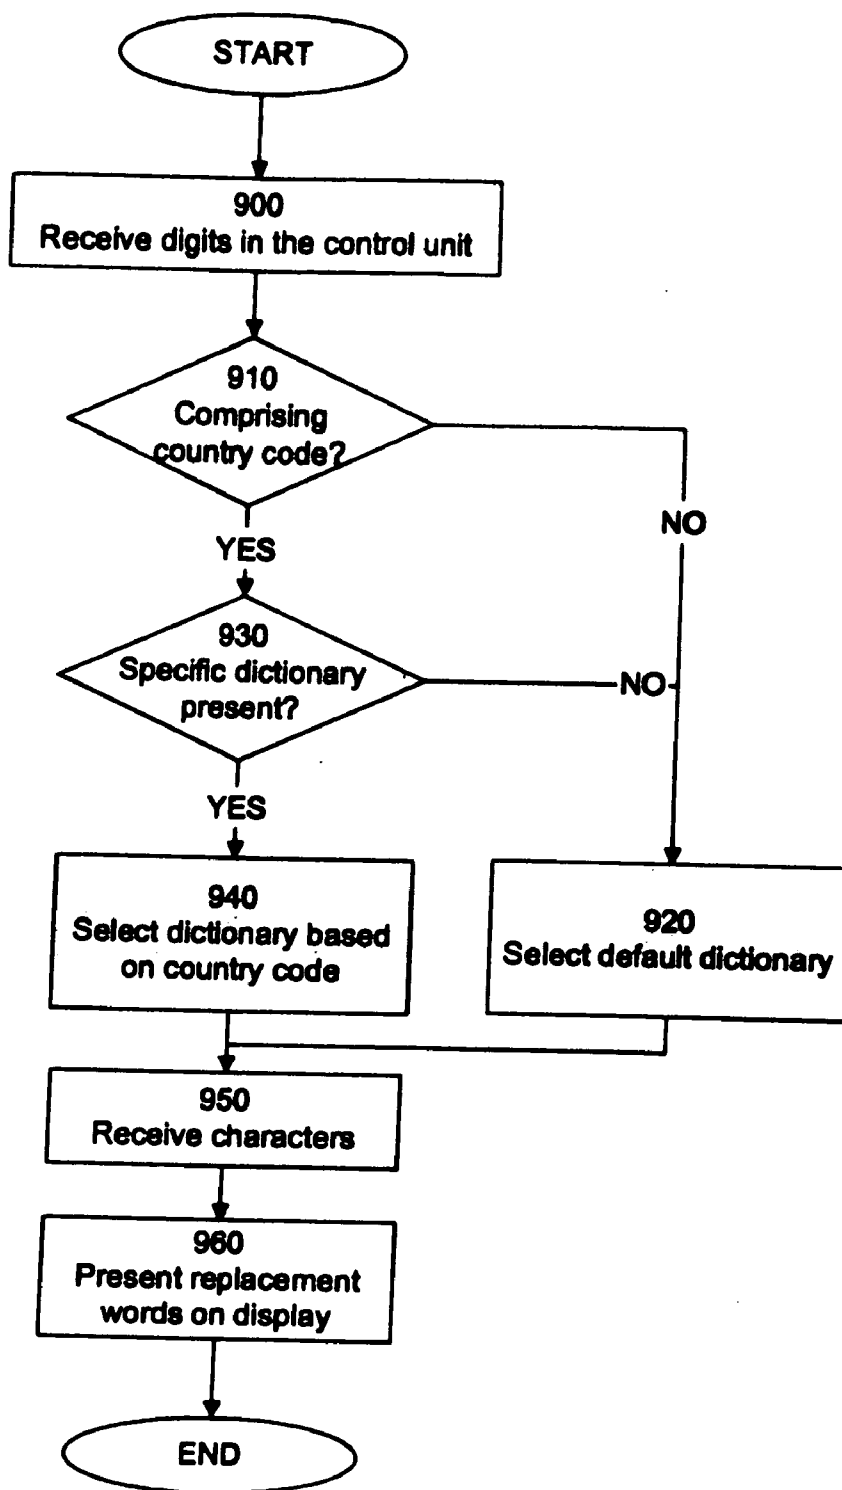 START
900
Receive digits in the control unit
910
Comprising
country code?
NO
YES
930
Specific dictionary
present?
NO
YES
940
Select dictionary based
on country code
920
Select default dictionary
950
Receive characters
960
Present replacement
words on display
END